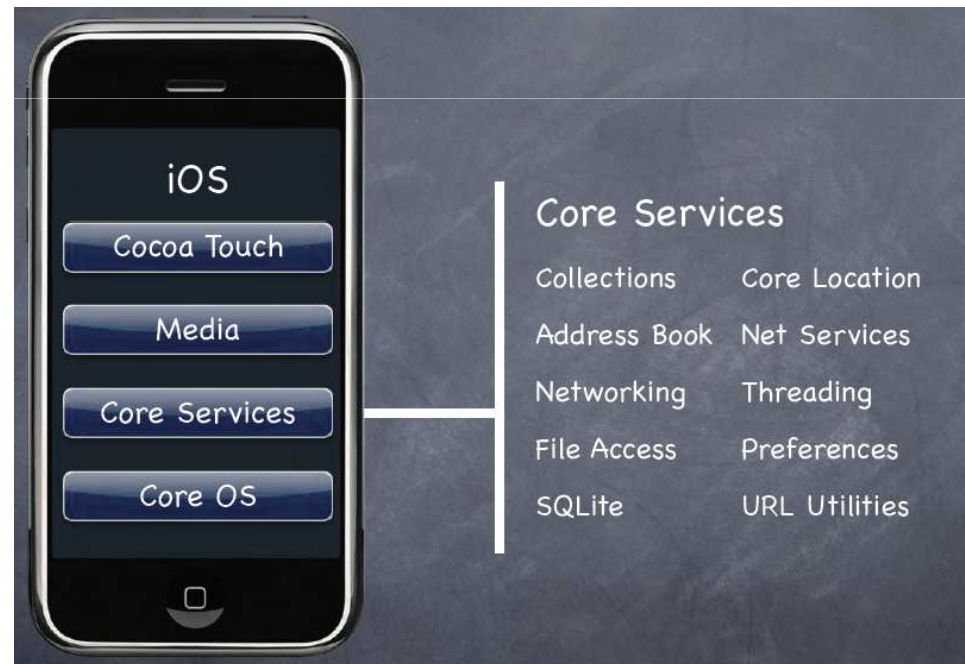 iOS
Cocoa Touch
Media
Core Services
Core OS
Core Services
Collections
Core Location
Address Book
Net Services
Networking
Threading
File Access
Preferences
SQLite
URL Utilities